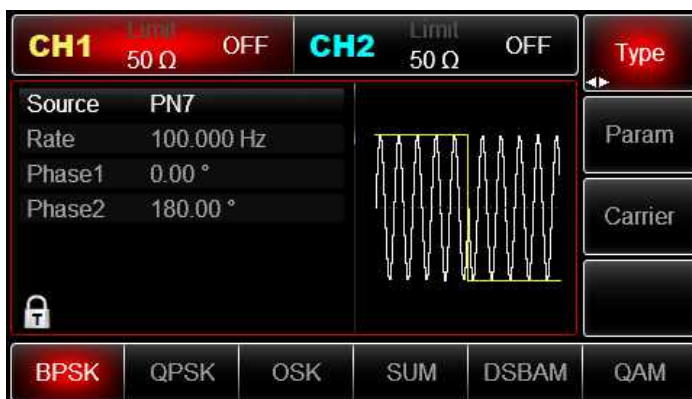 CH1 Limit 50 Ω OFF CH2 Limit 50 Ω OFF
Type
Source PN7
Rate 100.000 Hz
Phase1 0.00 °
Phase2 180.00 °
Param
Carrier
T
BPSK QPSK OSK SUM DSBAM QAM